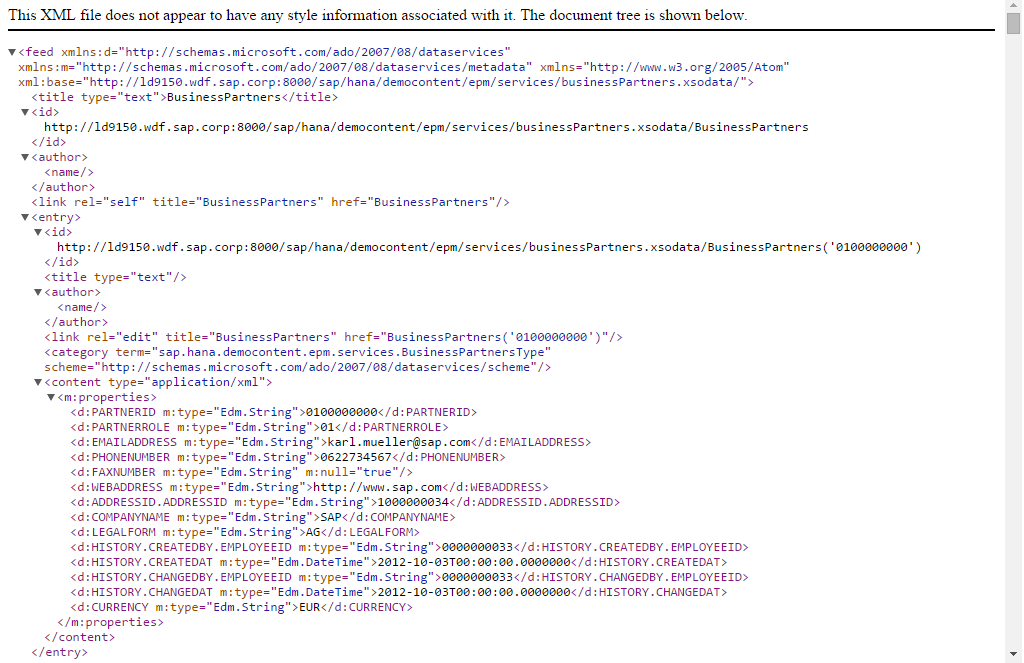 This XML file does not appear to have any style information associated with it. The document tree is shown below.
▼<feed xmlns:d="http://schemas.microsoft.com/ado/2007/08/dataservices"
xmlns:m="http://schemas.microsoft.com/ado/2007/08/dataservices/metadata" xmlns="http://www.w3.org/2005/Atom"
xml:base="http://ld9150.wdf.sap.corp:8000/sap/hana/democontent/epm/services/businessPartners.xsodata/">
<title type="text">BusinessPartners</title>
▼<id>
http://ld9150.wdf.sap.corp:8000/sap/hana/democontent/epm/services/businessPartners.xsodata/BusinessPartners
</id>
▼<author>
<name/>
</author>
<link rel="self" title="BusinessPartners" href="BusinessPartners"/>
▼<entry>
▼<id>
http://ld9150.wdf.sap.corp:8000/sap/hana/democontent/epm/services/businessPartners.xsodata/BusinessPartners('0100000000')
</id>
<title type="text"/>
▼<author>
<name/>
</author>
<link rel="edit" title="BusinessPartners" href="BusinessPartners('0100000000')"/>
<category term="sap.hana.democontent.epm.services.BusinessPartnersType"
scheme="http://schemas.microsoft.com/ado/2007/08/dataservices/scheme"/>
▼<content type="application/xml">
▼<m:properties>
<d:PARTNERID m:type="Edm.String">0100000000</d:PARTNERID>
<d:PARTNERROLE m:type="Edm.String">01</d:PARTNERROLE>
<d:EMAILADDRESS m:type="Edm.String">karl.mueller@sap.com</d:EMAILADDRESS>
<d:PHONENUMBER m:type="Edm.String">0622734567</d:PHONENUMBER>
<d:FAXNUMBER m:type="Edm.String" m:null="true"/>
<d:WEBADDRESS m:type="Edm.String">http://www.sap.com</d:WEBADDRESS>
<d:ADDRESSID.ADDRESSID m:type="Edm.String">1000000034</d:ADDRESSID.ADDRESSID>
<d:COMPANYNAME m:type="Edm.String">SAP</d:COMPANYNAME>
<d:LEGALFORM m:type="Edm.String">AG</d:LEGALFORM>
<d:HISTORY.CREATEDBY.EMPLOYEEID m:type="Edm.String">0000000033</d:HISTORY.CREATEDBY.EMPLOYEEID>
<d:HISTORY.CREATEDAT m:type="Edm.DateTime">2012-10-03T00:00:00.0000000</d:HISTORY.CREATEDAT>
<d:HISTORY.CHANGEDBY.EMPLOYEEID m:type="Edm.String">0000000033</d:HISTORY.CHANGEDBY.EMPLOYEEID>
<d:HISTORY.CHANGEDAT m:type="Edm.DateTime">2012-10-03T00:00:00.0000000</d:HISTORY.CHANGEDAT>
<d:CURRENCY m:type="Edm.String">EUR</d:CURRENCY>
</m:properties>
</content>
</entry>